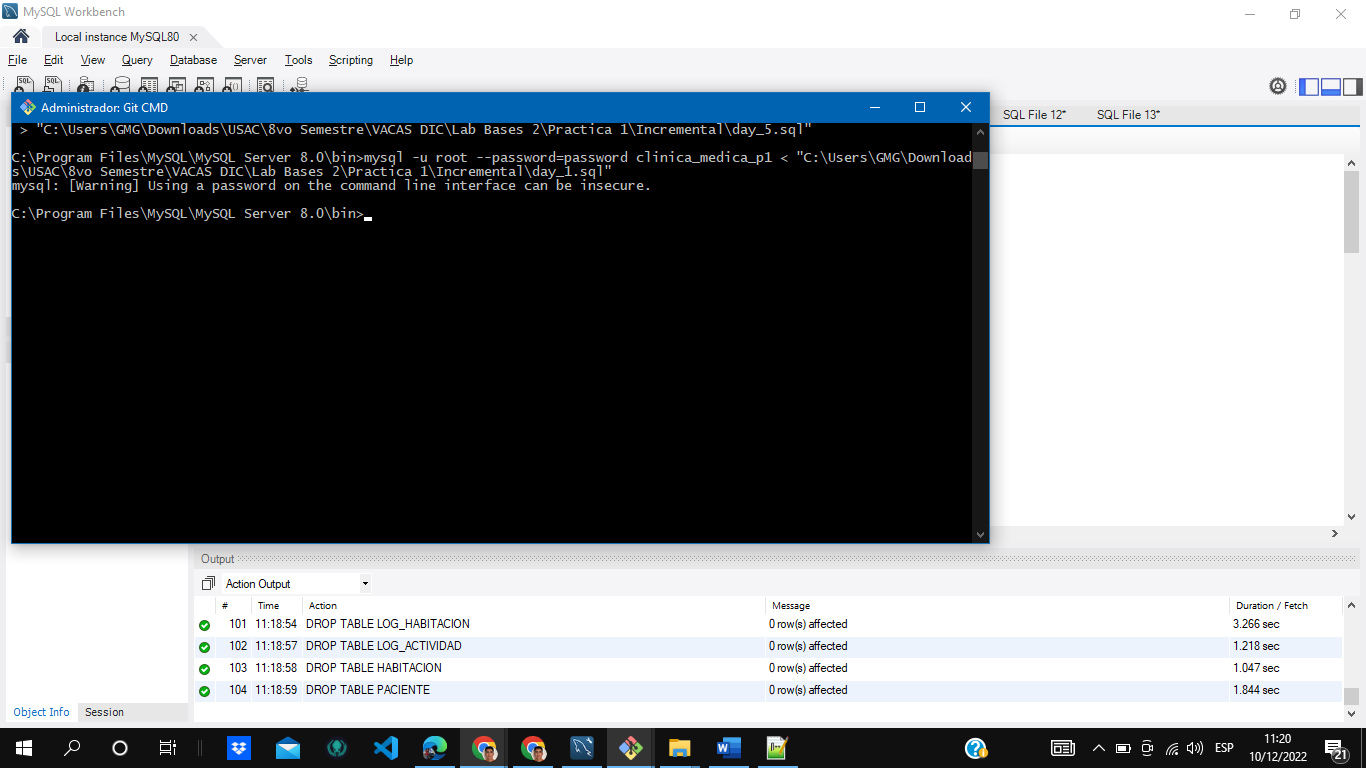 MySQL Workbench
Local instance MySQL80
File Edit View Query Database Server Tools Scripting Help
SQL File 12* SQL File 13*
Administrador: Git CMD
> "C:\Users\GMG\Downloads\USAC\8vo Semestre\VACAS DIC\Lab Bases 2\Practica 1\Incremental\day_5.sql"
C:\Program Files\MySQL\MySQL Server 8.0\bin>mysql -u root --password=password clinica_medica_p1 < "C:\Users\GMG\Download
s\USAC\8vo Semestre\VACAS DIC\Lab Bases 2\Practica 1\Incremental\day_1.sql"
mysql: [Warning] Using a password on the command line interface can be insecure.
C:\Program Files\MySQL\MySQL Server 8.0\bin>
Output
Action Output
# Time Action Message Duration / Fetch
101 11:18:54 DROP TABLE LOG_HABITACION 0 row(s) affected 3.266 sec
102 11:18:57 DROP TABLE LOG_ACTIVIDAD 0 row(s) affected 1.218 sec
103 11:18:58 DROP TABLE HABITACION 0 row(s) affected 1.047 sec
104 11:18:59 DROP TABLE PACIENTE 0 row(s) affected 1.844 sec
Object Info Session
ESP
11:20
10/12/2022
21